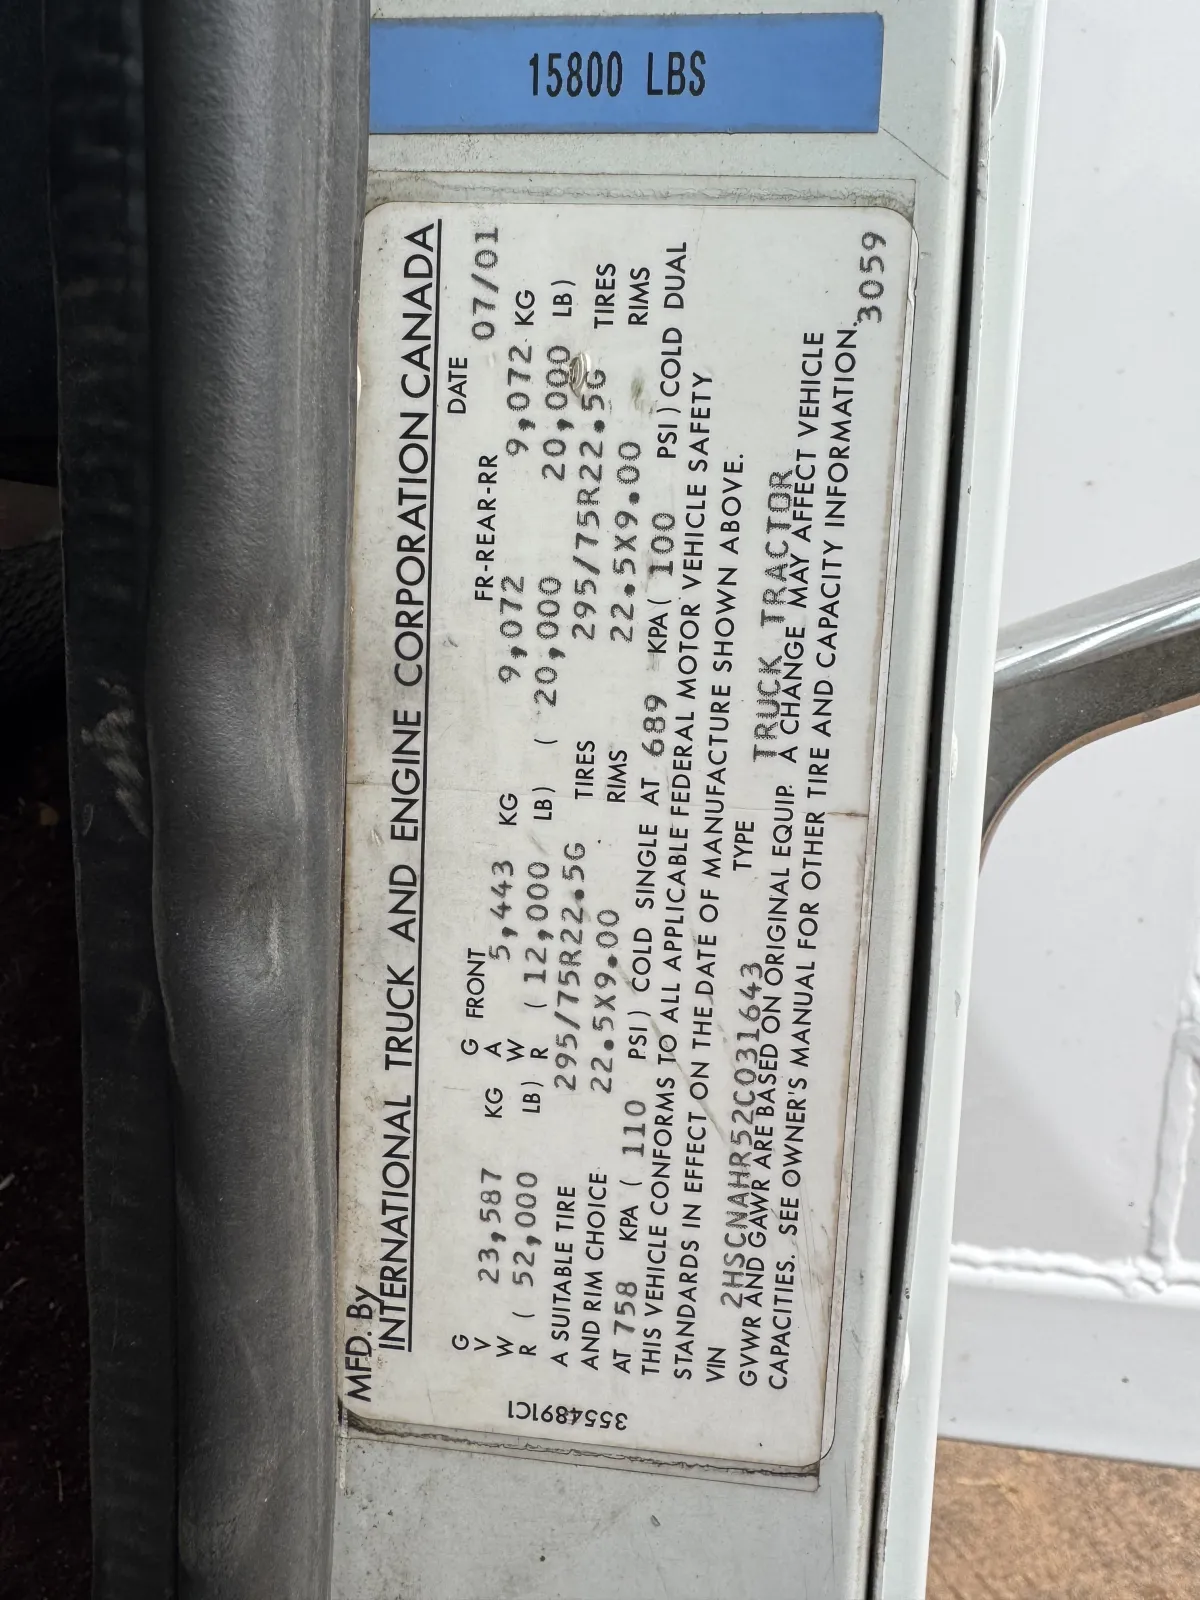 15800 LBS
MFD. By
INTERNATIONAL TRUCK AND ENGINE CORPORATION CANADA
DATE 07/01
G G FRONT FR-REAR-RR
V 23,587 KG A 5,443 KG 9,072 9,072 KG
W W
R ( 52,000 LB) R ( 12,000 LB) ( 20,000 20,000 LB)
A SUITABLE TIRE 295/75R22.5G TIRES 295/75R22.5G TIRES
AND RIM CHOICE 22.5X9.00 RIMS 22.5X9.00 RIMS
AT 758 KPA ( 110 PSI ) COLD SINGLE AT 689 KPA ( 100 PSI ) COLD DUAL
THIS VEHICLE CONFORMS TO ALL APPLICABLE FEDERAL MOTOR VEHICLE SAFETY
STANDARDS IN EFFECT ON THE DATE OF MANUFACTURE SHOWN ABOVE.
VIN 2HSCNAHR52C031643 TYPE TRUCK TRACTOR
GVWR AND GAWR ARE BASED ON ORIGINAL EQUIP. A CHANGE MAY AFFECT VEHICLE
CAPACITIES. SEE OWNER'S MANUAL FOR OTHER TIRE AND CAPACITY INFORMATION.
3059
3554891C1